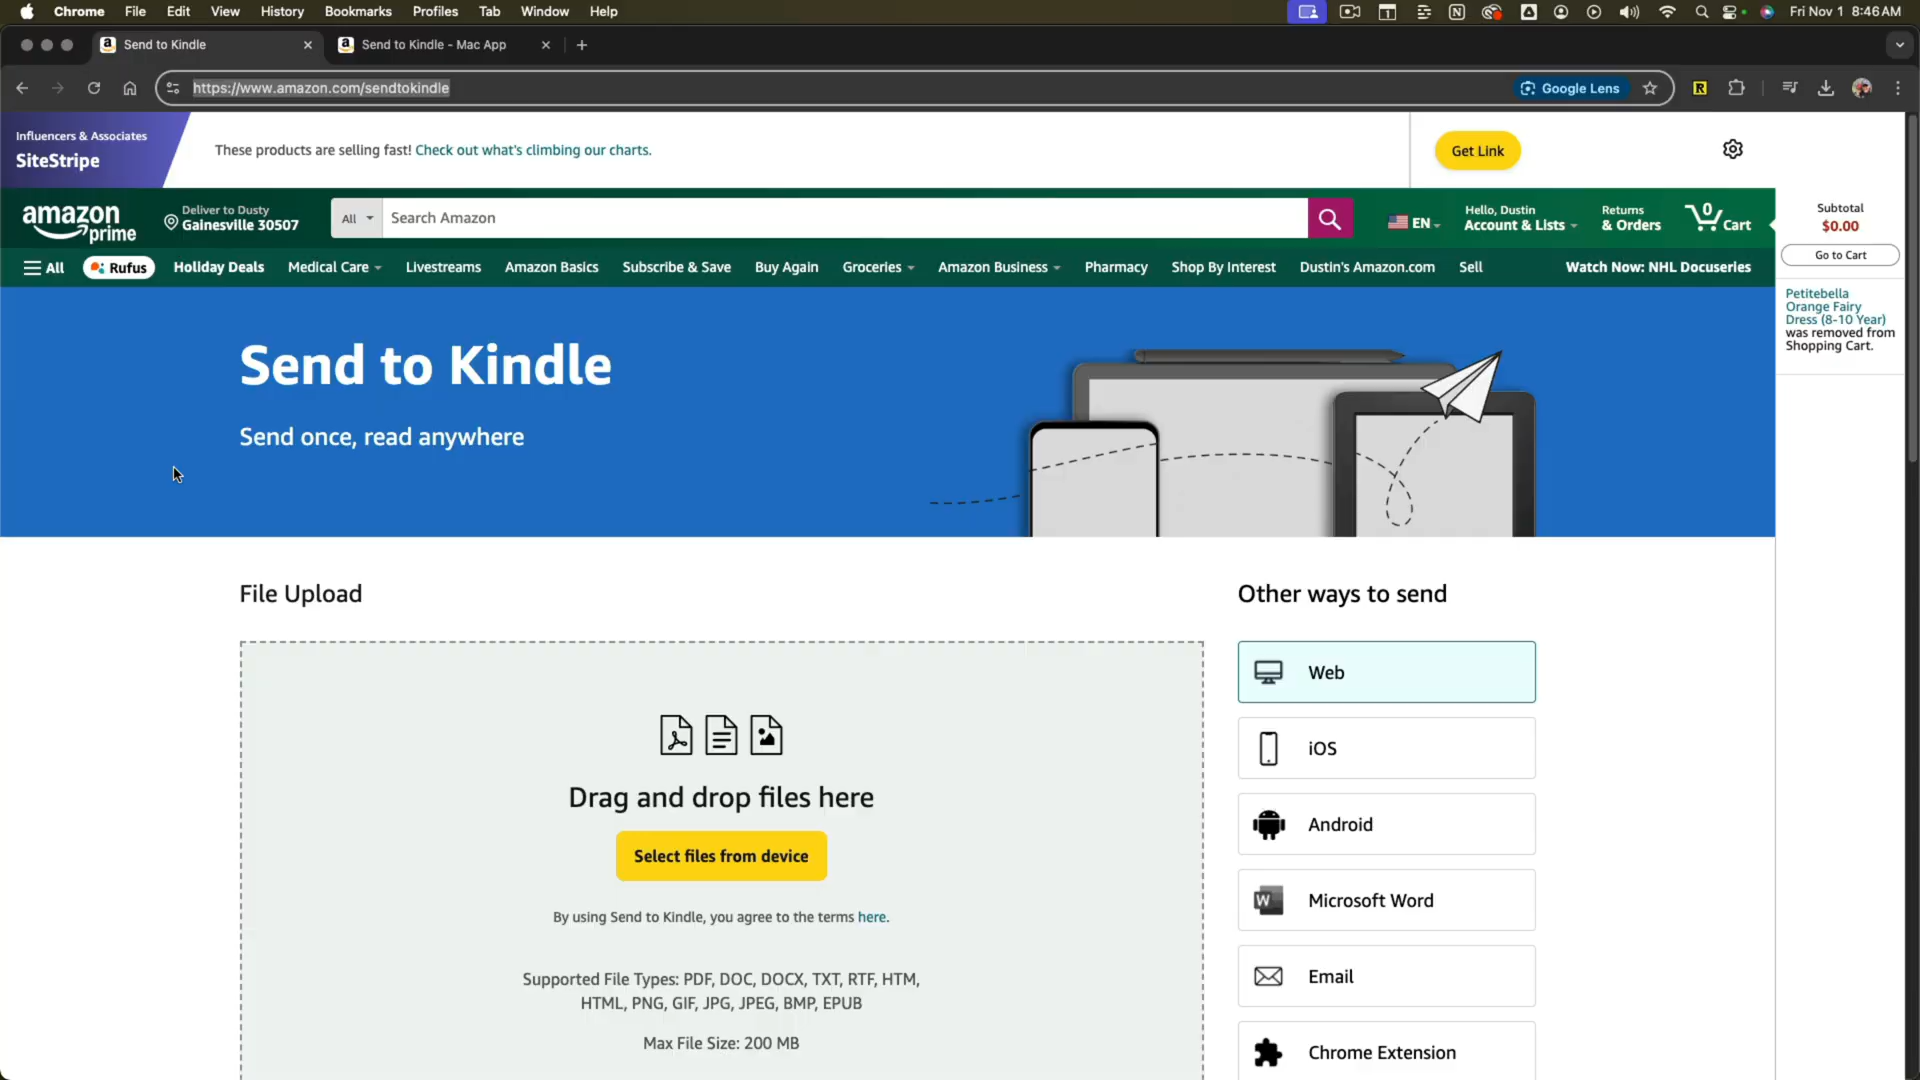 Chrome File Edit View History Bookmarks Profiles Tab Window Help
Fri Nov 1 8:46 AM
Send to Kindle
Send to Kindle - Mac App
https://www.amazon.com/sendtokindle
Google Lens
Influencers & Associates
SiteStripe
These products are selling fast! Check out what's climbing our charts.
Get Link
amazon
prime
Deliver to Dusty
Gainesville 30507
All
Search Amazon
EN
Hello, Dustin
Account & Lists
Returns
& Orders
0
Cart
Subtotal
$0.00
Go to Cart
All
Rufus
Holiday Deals
Medical Care
Livestreams
Amazon Basics
Subscribe & Save
Buy Again
Groceries
Amazon Business
Pharmacy
Shop By Interest
Dustin's Amazon.com
Sell
Watch Now: NHL Docuseries
Petitebella
Orange Fairy
Dress (8-10 Year)
was removed from
Shopping Cart.
Send to Kindle
Send once, read anywhere
File Upload
Drag and drop files here
Select files from device
By using Send to Kindle, you agree to the terms here.
Supported File Types: PDF, DOC, DOCX, TXT, RTF, HTM,
HTML, PNG, GIF, JPG, JPEG, BMP, EPUB
Max File Size: 200 MB
Other ways to send
Web
iOS
Android
Microsoft Word
Email
Chrome Extension